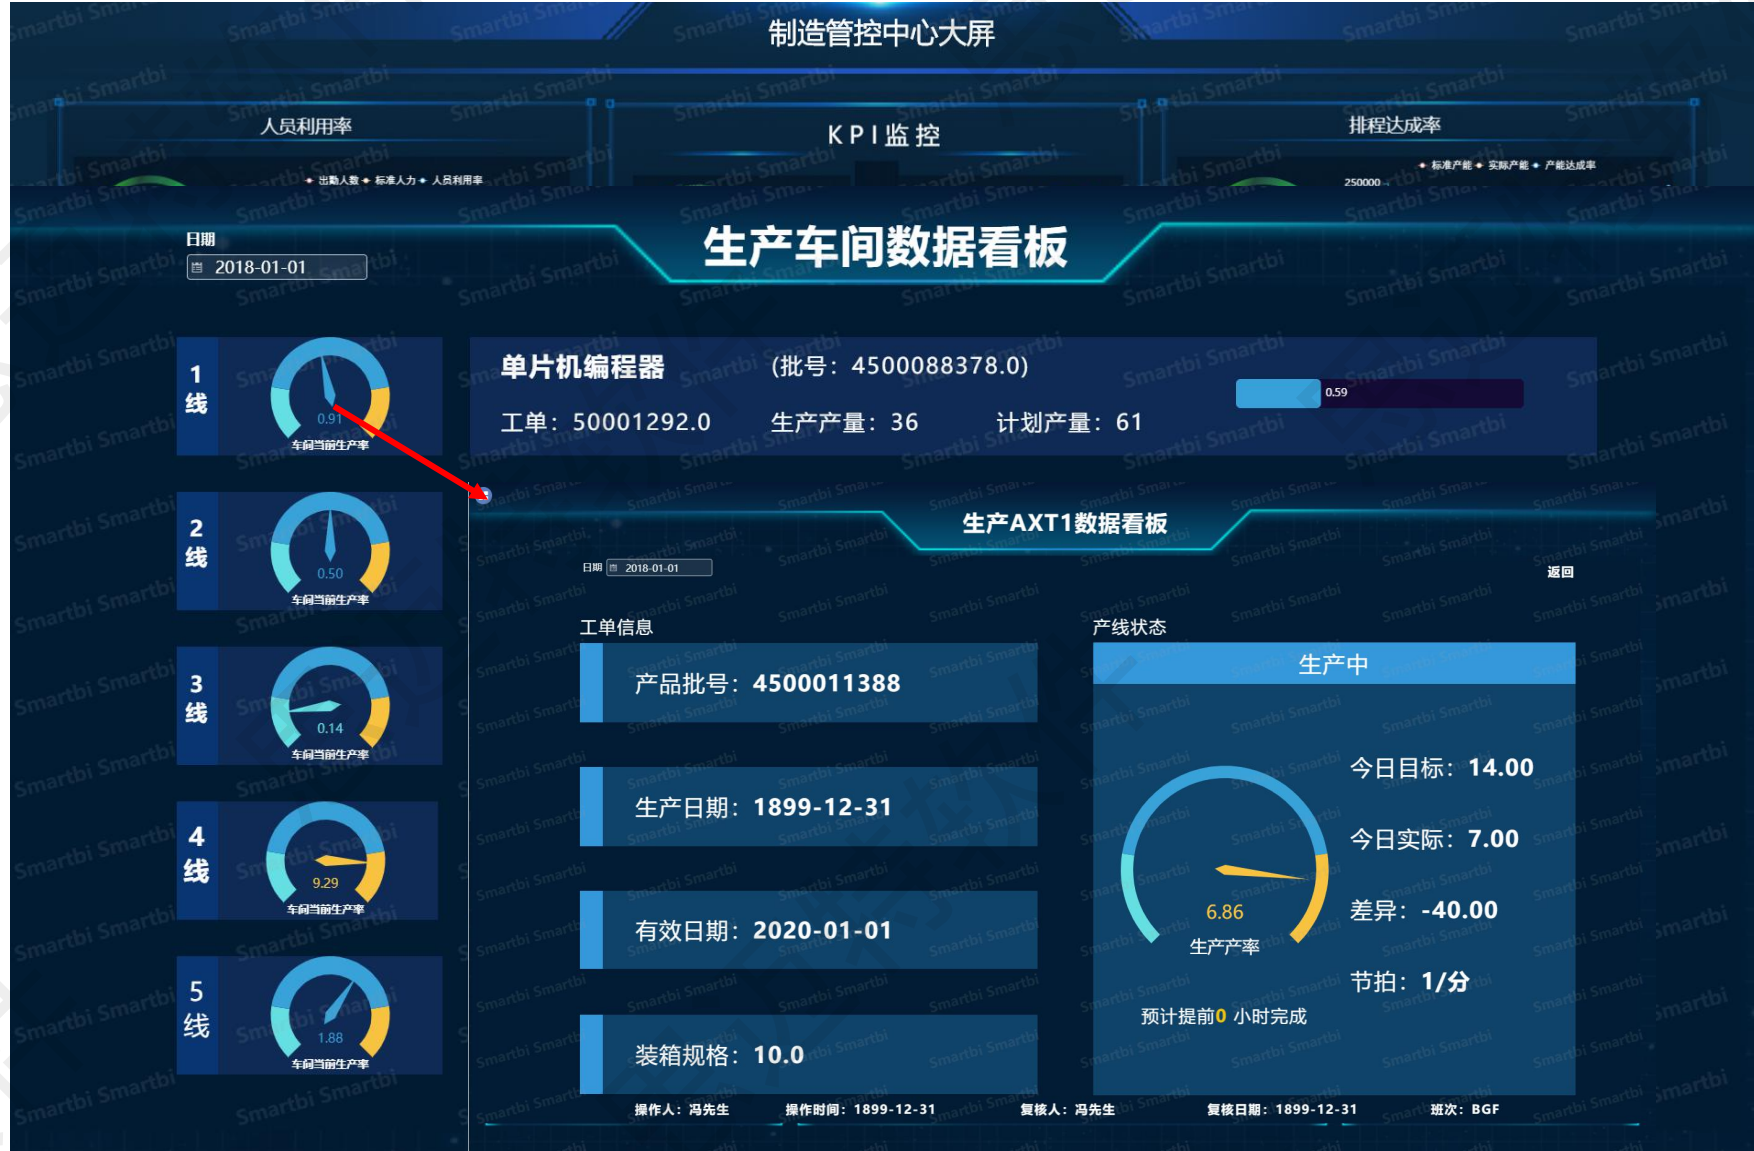 制造管控中心大屏
人员利用率
KPI监控
排程达成率
出勤人数 标准人力 人员利用率
标准产能 实际产能 产能达成率
250000
生产车间数据看板
日期
2018-01-01
1线
0.91
车间当前生产率
单片机编程器 (批号：4500088378.0)
工单：50001292.0 生产产量：36 计划产量：61
0.59
2线
0.50
车间当前生产率
3线
0.14
车间当前生产率
4线
9.29
车间当前生产率
5线
1.88
车间当前生产率
生产AXT1数据看板
日期 2018-01-01
返回
工单信息
产品批号：4500011388
生产日期：1899-12-31
有效日期：2020-01-01
装箱规格：10.0
产线状态
生产中
今日目标：14.00
今日实际：7.00
差异：-40.00
节拍：1/分
6.86
生产产率
预计提前0 小时完成
操作人：冯先生 操作时间：1899-12-31 复核人：冯先生 复核日期：1899-12-31 班次：BGF
Smartbi